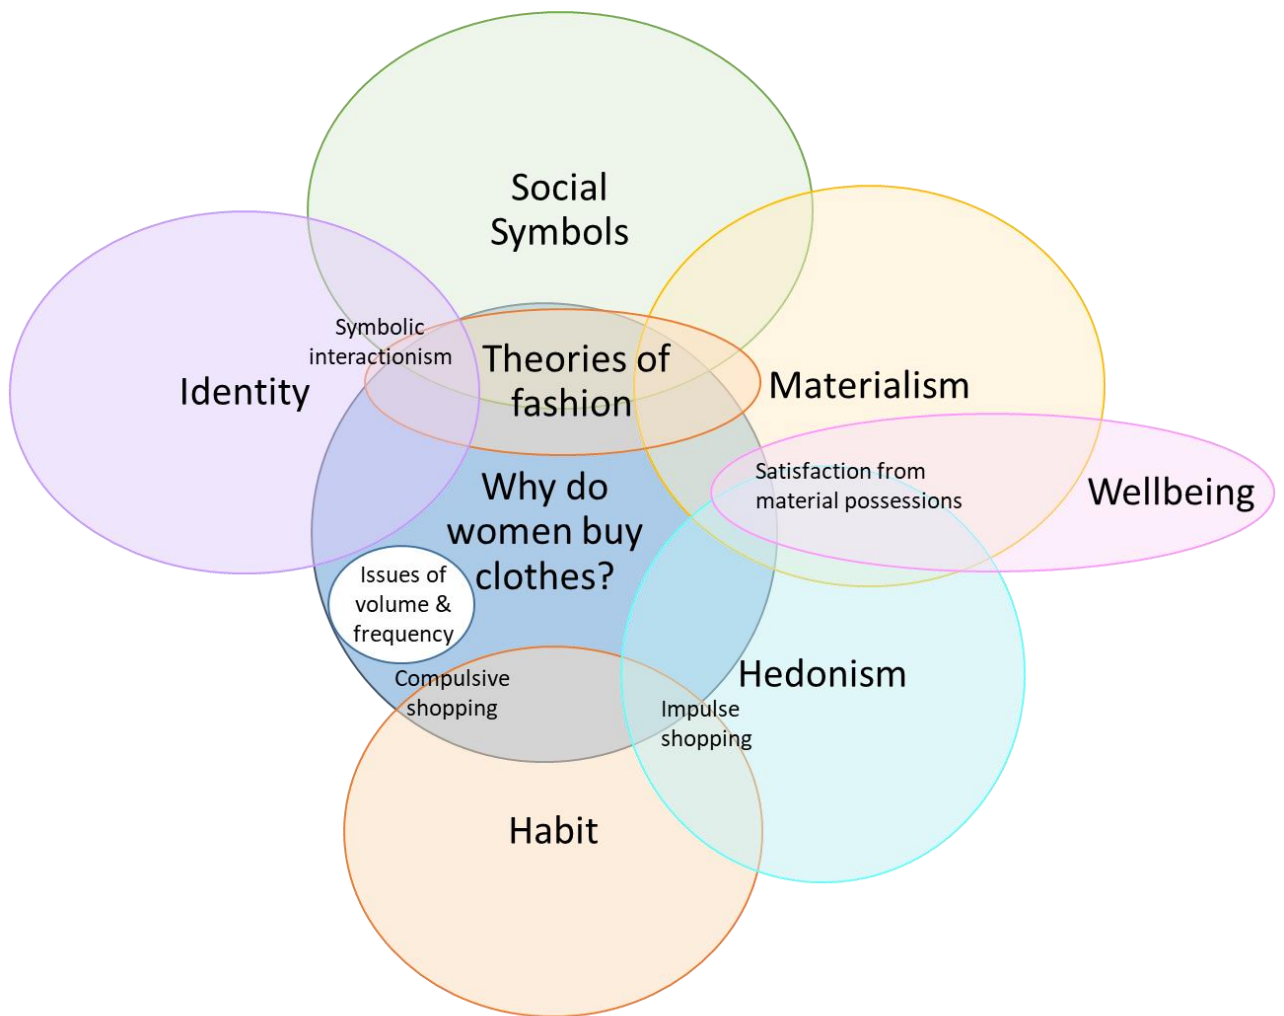 Social
Symbols
Symbolic
interactionism
Theories of
fashion
Identity
Materialism
Satisfaction from
material possessions
Wellbeing
Why do
women buy
clothes?
Issues of
volume &
frequency
Compulsive
shopping
Hedonism
Impulse
shopping
Habit